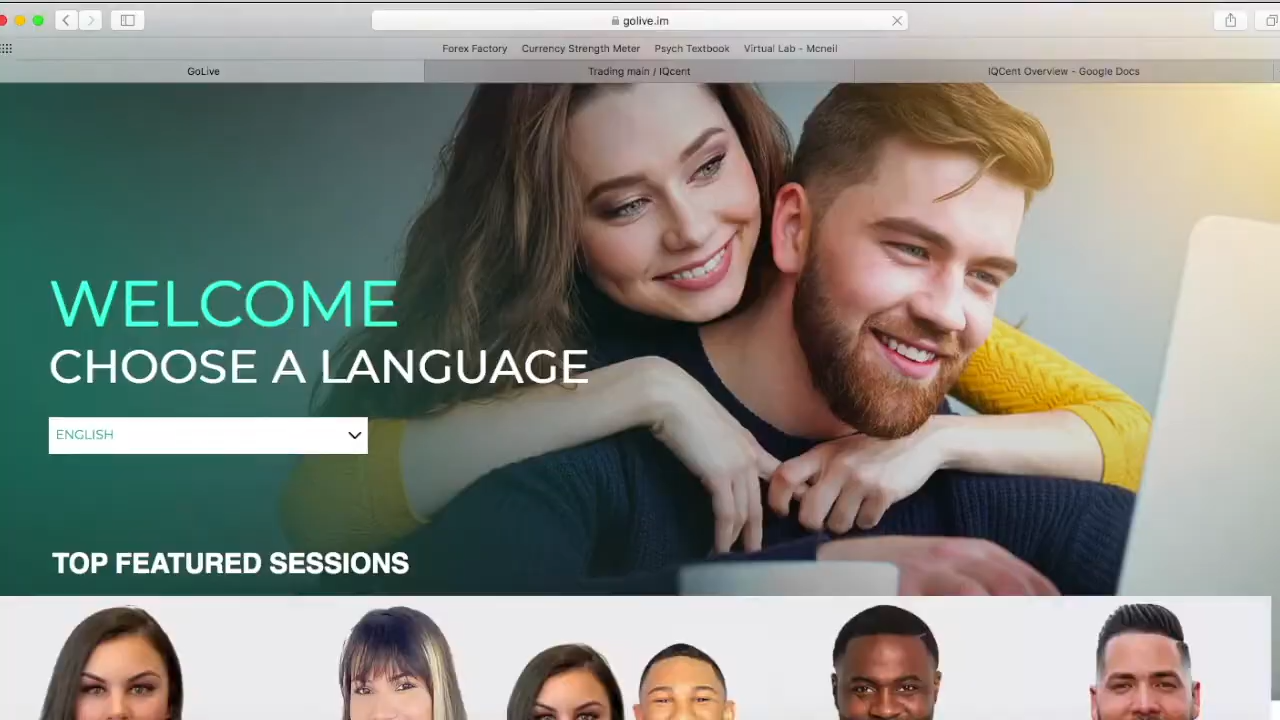 golive.im
Forex Factory Currency Strength Meter Psych Textbook Virtual Lab - Mcneil
GoLive Trading main / IQcent IQCent Overview - Google Docs
WELCOME
CHOOSE A LANGUAGE
ENGLISH
TOP FEATURED SESSIONS